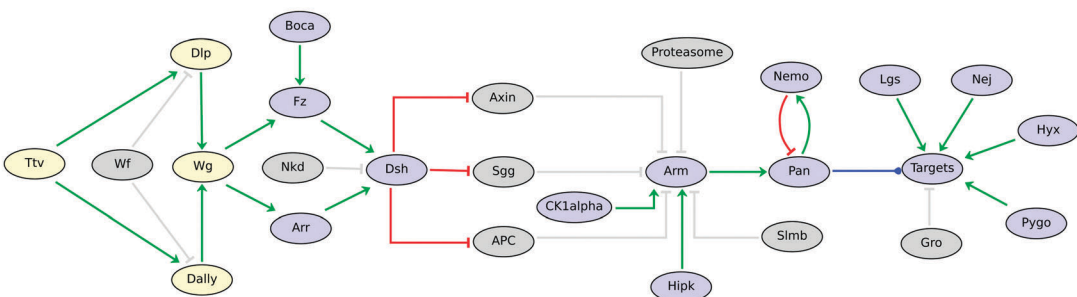 Boca
Dlp
Proteasome
Nemo
Lgs
Nej
Fz
Axin
Hyx
Ttv
Wf
Wg
Nkd
Dsh
Sgg
Arm
Pan
Targets
CK1alpha
Arr
APC
Slmb
Gro
Pygo
Dally
Hipk